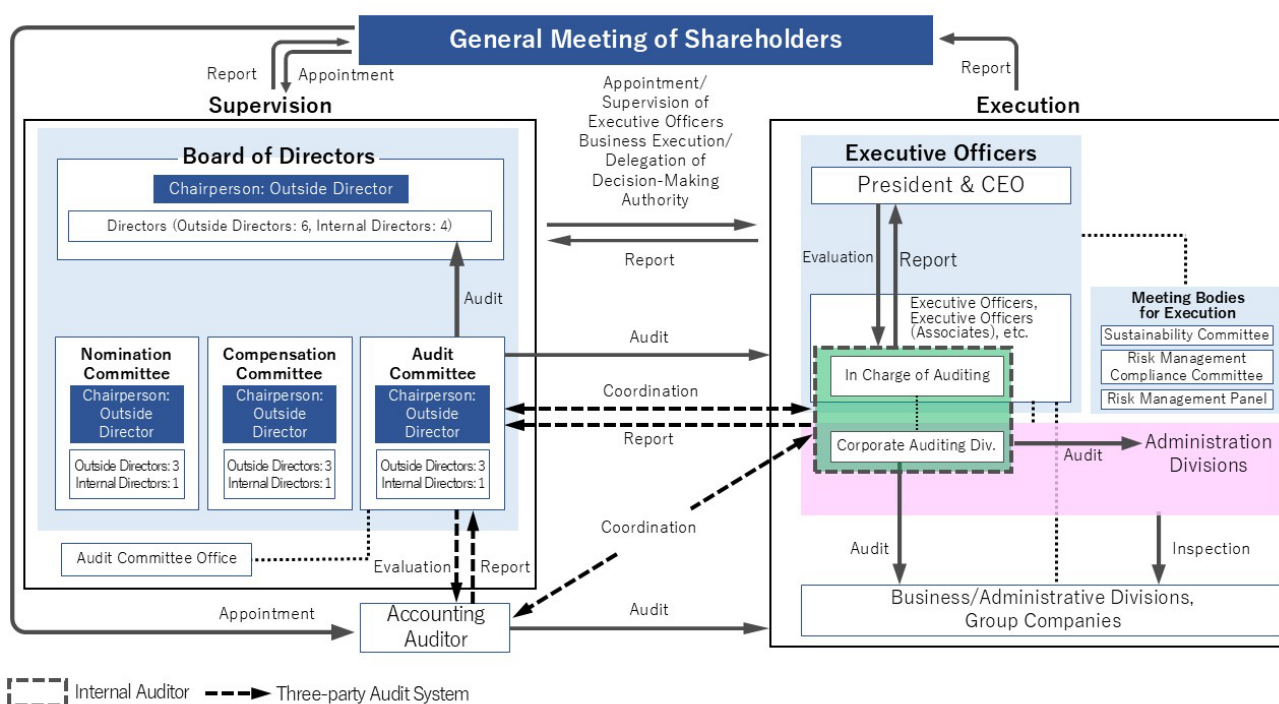 General Meeting of Shareholders
Report
Appointment
Report
Supervision
Execution
Appointment/
Supervision of
Executive Officers
Business Execution/
Delegation of
Decision-Making
Authority
Report
Board of Directors
Chairperson: Outside Director
Directors (Outside Directors: 6, Internal Directors: 4)
Audit
Nomination
Committee
Chairperson:
Outside
Director
Outside Directors: 3
Internal Directors: 1
Compensation
Committee
Chairperson:
Outside
Director
Outside Directors: 3
Internal Directors: 1
Audit
Committee
Chairperson:
Outside
Director
Outside Directors: 3
Internal Directors: 1
Audit Committee Office
Evaluation
Report
Appointment
Accounting
Auditor
Audit
Coordination
Report
Coordination
Audit
Executive Officers
President & CEO
Evaluation
Report
Executive Officers,
Executive Officers
(Associates), etc.
In Charge of Auditing
Corporate Auditing Div.
Meeting Bodies
for Execution
Sustainability Committee
Risk Management
Compliance Committee
Risk Management Panel
Audit
Administration
Divisions
Audit
Inspection
Business/Administrative Divisions,
Group Companies
Internal Auditor
Three-party Audit System